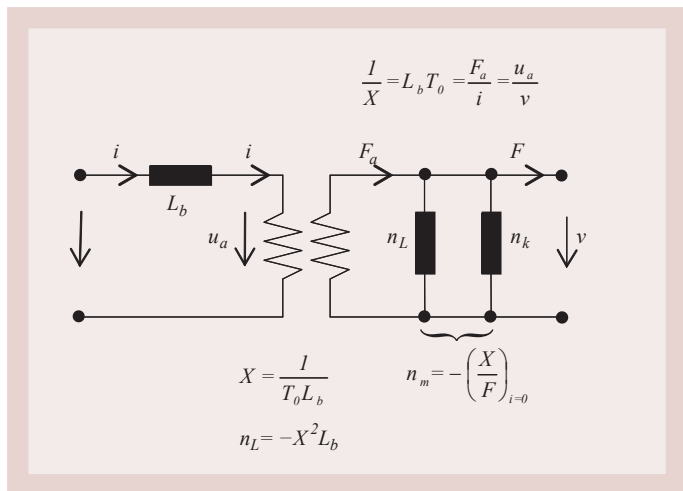 1/X = L_b T_0 = F_a/i = u_a/v
i i F_a F
L_b u_a n_L n_k v
X = 1/(T_0 L_b) n_m = -(X/F)_{i=0}
n_L = -X^2 L_b